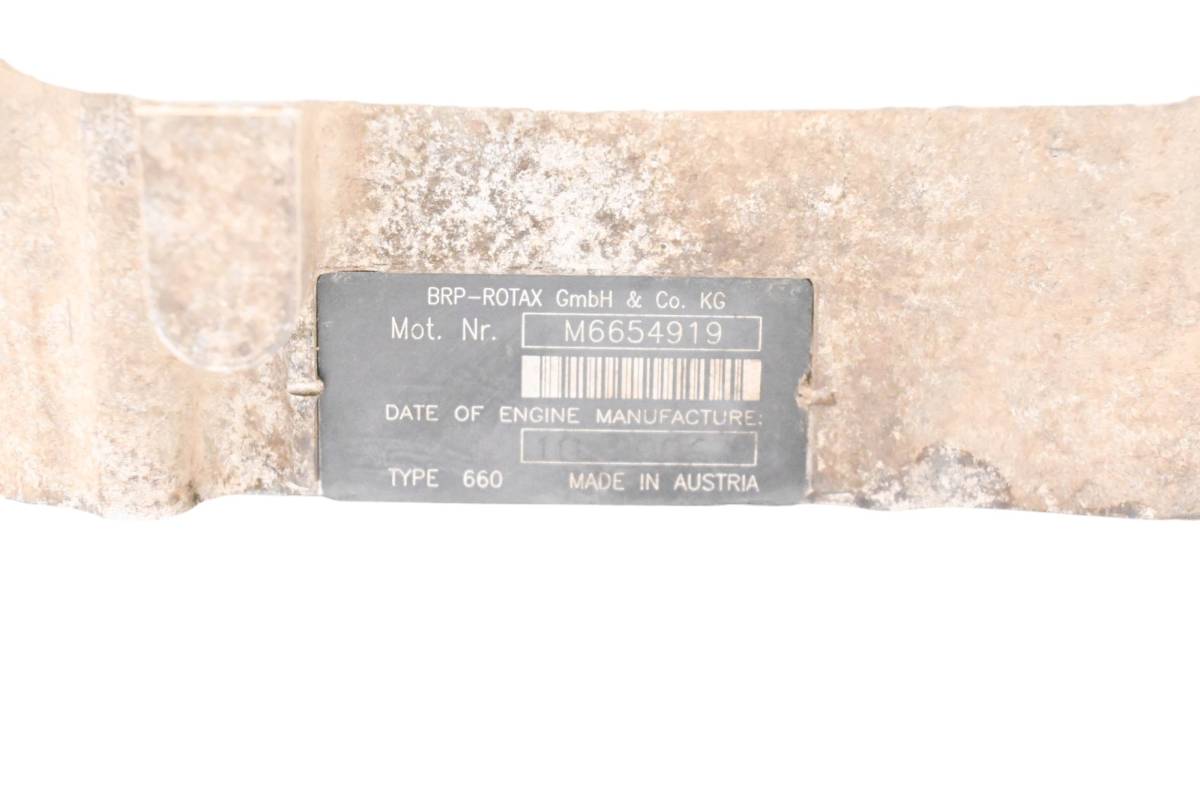 BRP-ROTAX GmbH & Co. KG
Mot. Nr. M6654919
DATE OF ENGINE MANUFACTURE:
TYPE 660 MADE IN AUSTRIA